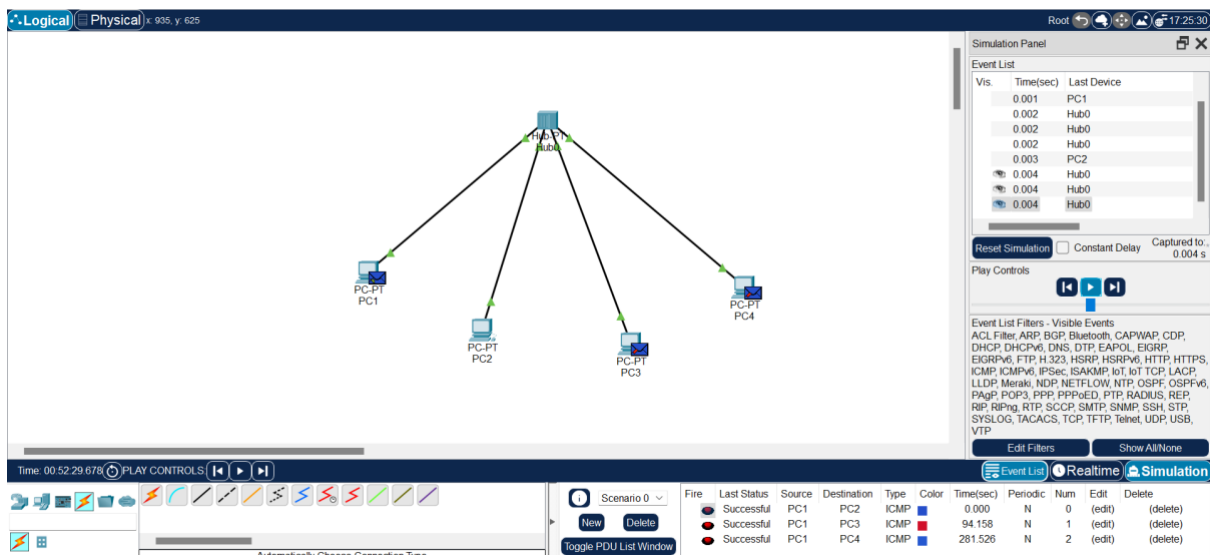 Logical Physical x: 935, y: 625 Root 17:25:30
Simulation Panel
Event List
Vis. Time(sec) Last Device
0.001 PC1
0.002 Hub0
0.002 Hub0
0.002 Hub0
0.003 PC2
0.004 Hub0
0.004 Hub0
0.004 Hub0
Reset Simulation Constant Delay Captured to:
0.004 s
Play Controls
Event List Filters - Visible Events
ACL Filter, ARP, BGP, Bluetooth, CAPWAP, CDP,
DHCP, DHCPv6, DNS, DTP, EAPOL, EIGRP,
EIGRPv6, FTP, H.323, HSRP, HSRPv6, HTTP, HTTPS,
ICMP, ICMPv6, IPSec, ISAKMP, IoT, IoT TCP, LACP,
LLDP, Meraki, NDP, NETFLOW, NTP, OSPF, OSPFv6,
PAgP, POP3, PPP, PPPoED, PTP, RADIUS, REP,
RIP, RIPng, RTP, SCCP, SMTP, SNMP, SSH, STP,
SYSLOG, TACACS, TCP, TFTP, Telnet, UDP, USB,
VTP
Edit Filters Show All/None
Hub-PT
Hub0
PC-PT
PC1
PC-PT
PC2
PC-PT
PC3
PC-PT
PC4
Time: 00:52:29.678 PLAY CONTROLS: Event List Realtime Simulation
Scenario 0
New Delete
Toggle PDU List Window
Fire Last Status Source Destination Type Color Time(sec) Periodic Num Edit Delete
Successful PC1 PC2 ICMP 0.000 N 0 (edit) (delete)
Successful PC1 PC3 ICMP 94.158 N 1 (edit) (delete)
Successful PC1 PC4 ICMP 281.526 N 2 (edit) (delete)
Automatically Choose Connection Type